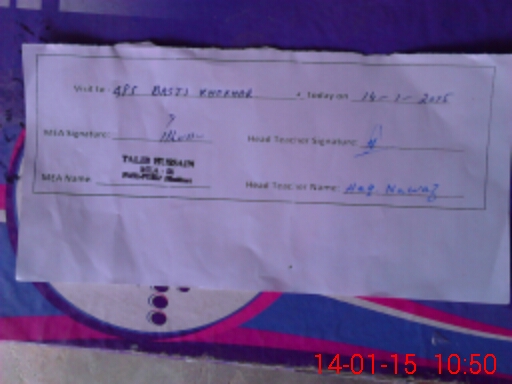 Visit to: GPS BASTI KHOKHAR , Today on 14-1-2015
MEA Signature: Head Teacher Signature:
TALIB HUSSAIN
MEA -
MEA Name: Head Teacher Name: Haq Nawaz
14-01-15 10:50